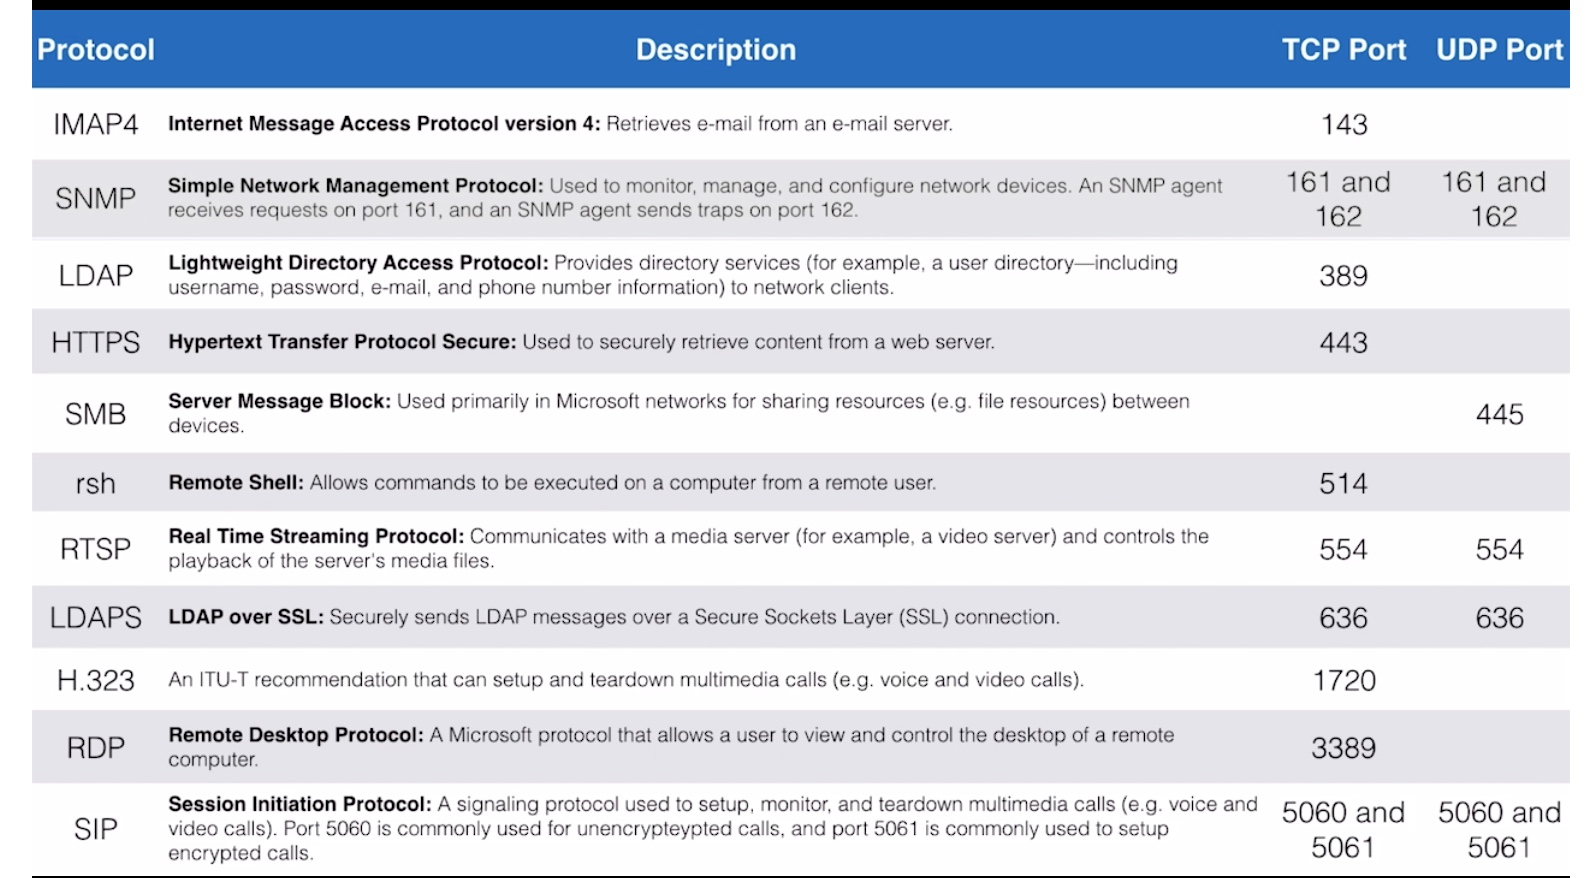 Protocol Description TCP Port UDP Port
IMAP4 Internet Message Access Protocol version 4: Retrieves e-mail from an e-mail server. 143
SNMP Simple Network Management Protocol: Used to monitor, manage, and configure network devices. An SNMP agent
receives requests on port 161, and an SNMP agent sends traps on port 162.
161 and
162
161 and
162
LDAP Lightweight Directory Access Protocol: Provides directory services (for example, a user directory—including
username, password, e-mail, and phone number information) to network clients.
389
HTTPS Hypertext Transfer Protocol Secure: Used to securely retrieve content from a web server. 443
SMB Server Message Block: Used primarily in Microsoft networks for sharing resources (e.g. file resources) between
devices.
445
rsh Remote Shell: Allows commands to be executed on a computer from a remote user. 514
RTSP Real Time Streaming Protocol: Communicates with a media server (for example, a video server) and controls the
playback of the server's media files.
554 554
LDAPS LDAP over SSL: Securely sends LDAP messages over a Secure Sockets Layer (SSL) connection. 636 636
H.323 An ITU-T recommendation that can setup and teardown multimedia calls (e.g. voice and video calls). 1720
RDP Remote Desktop Protocol: A Microsoft protocol that allows a user to view and control the desktop of a remote
computer.
3389
SIP Session Initiation Protocol: A signaling protocol used to setup, monitor, and teardown multimedia calls (e.g. voice and
video calls). Port 5060 is commonly used for unencrypteypted calls, and port 5061 is commonly used to setup
encrypted calls.
5060 and
5061
5060 and
5061